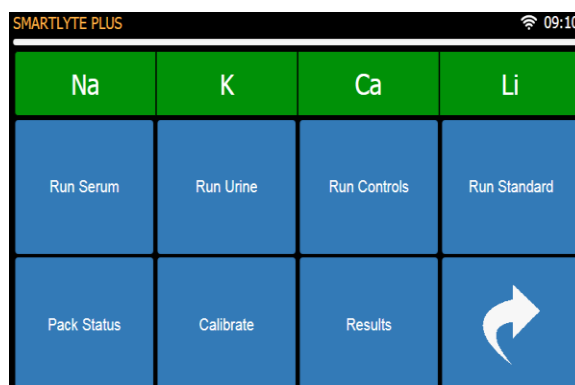 SMARTLYTE PLUS 09:10
Na K Ca Li
Run Serum Run Urine Run Controls Run Standard
Pack Status Calibrate Results